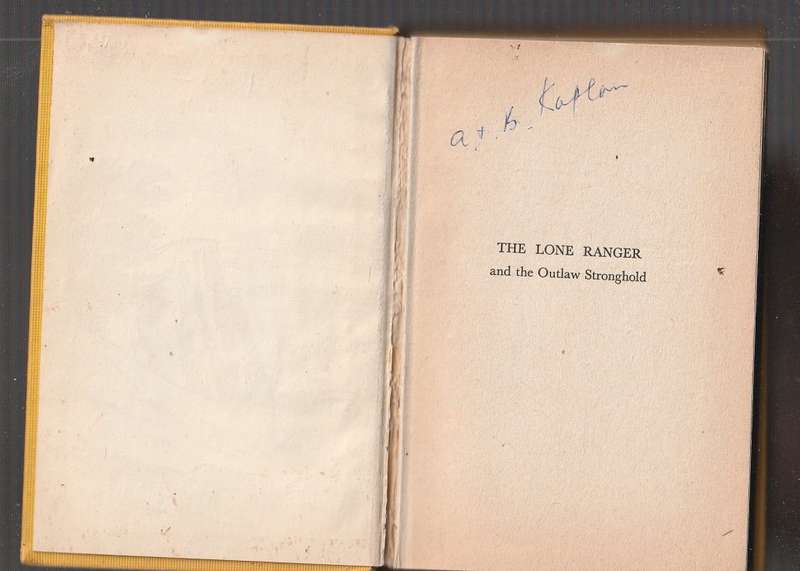 a + B. Kaplan
THE LONE RANGER
and the Outlaw Stronghold